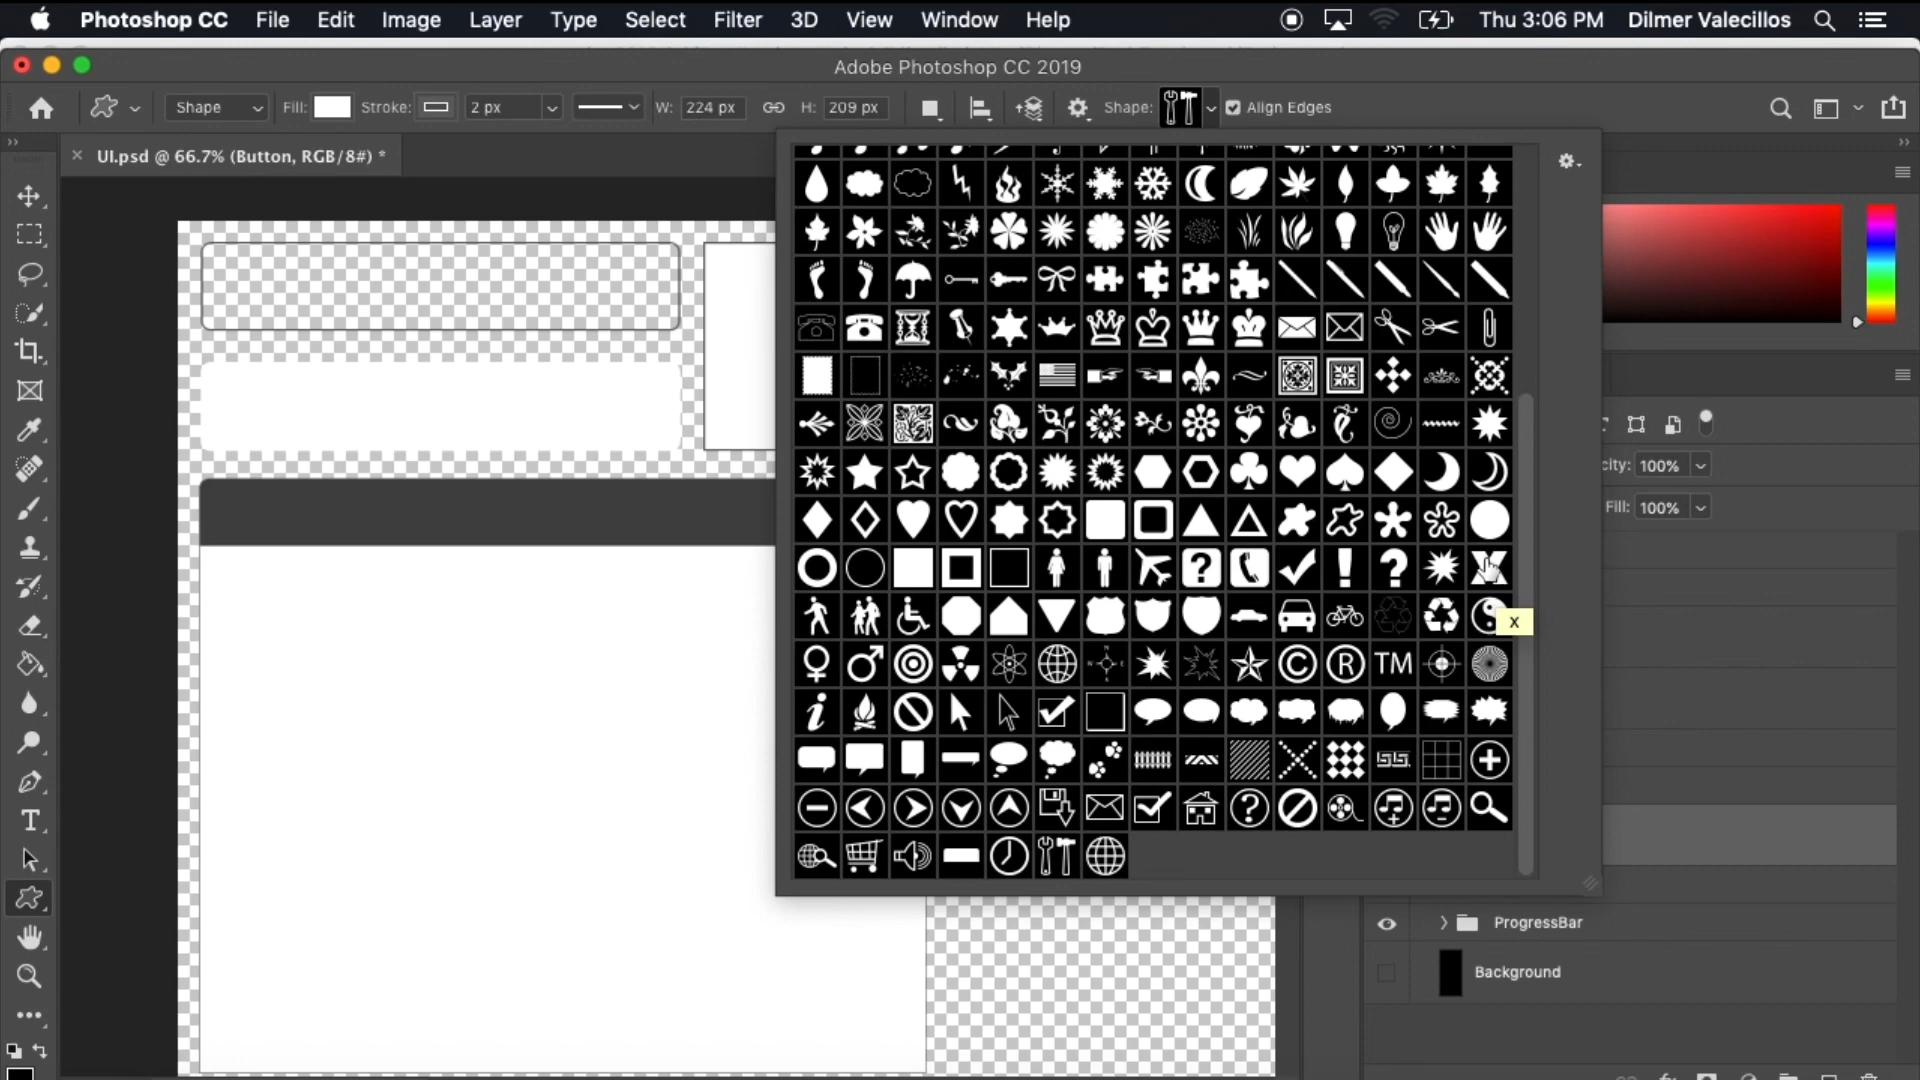 Photoshop CC File Edit Image Layer Type Select Filter 3D View Window Help Thu 3:06 PM Dilmer Valecillos
Adobe Photoshop CC 2019
Shape Fill: Stroke: 2 px W: 224 px H: 209 px Shape: Align Edges
UI.psd @ 66.7% (Button, RGB/8#) *
city: 100%
Fill: 100%
x
TM
ProgressBar
Background